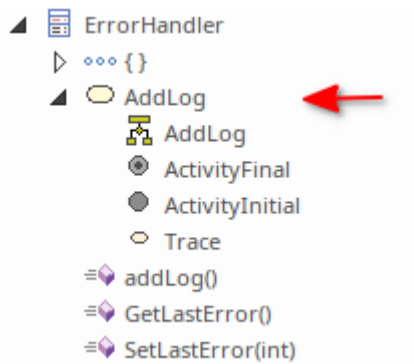 ErrorHandler
{ }
AddLog
AddLog
ActivityFinal
ActivityInitial
Trace
addLog()
GetLastError()
SetLastError(int)